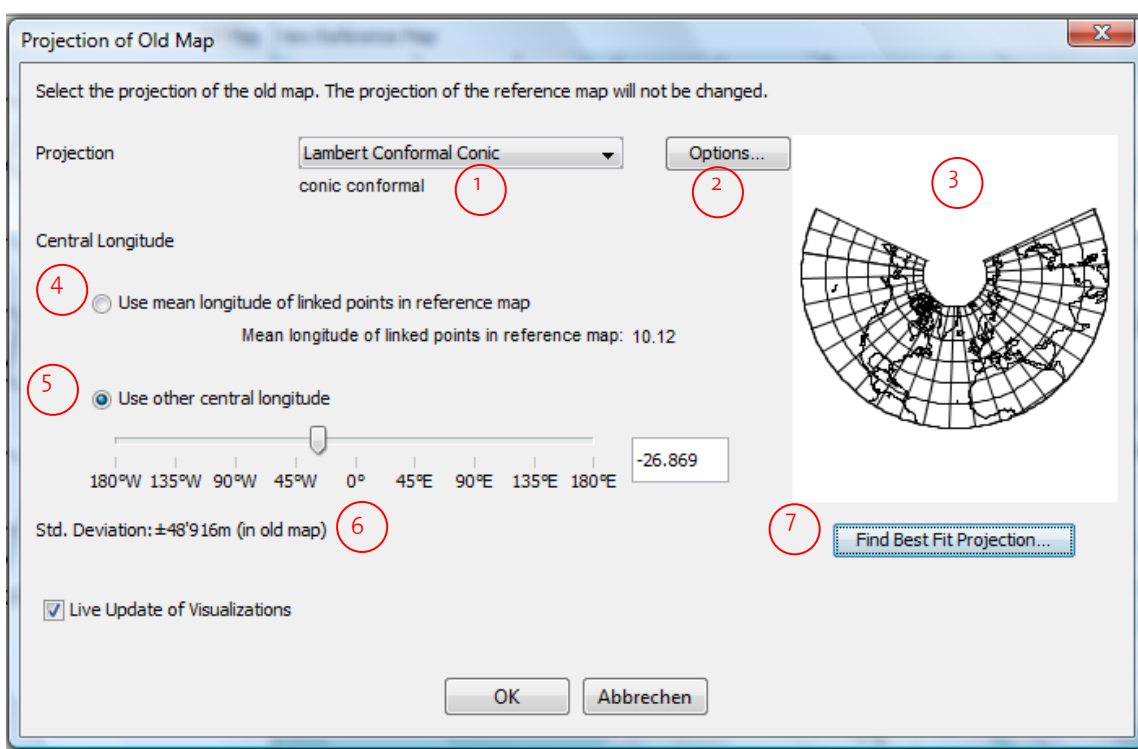 Projection of Old Map
Select the projection of the old map. The projection of the reference map will not be changed.
Projection
Lambert Conformal Conic
Options...
conic conformal
1
2
3
Central Longitude
4
Use mean longitude of linked points in reference map
Mean longitude of linked points in reference map: 10.12
5
Use other central longitude
-26.869
180°W 135°W 90°W 45°W 0° 45°E 90°E 135°E 180°E
Std. Deviation:±48'916m (in old map)
6
7
Find Best Fit Projection...
Live Update of Visualizations
OK
Abbrechen